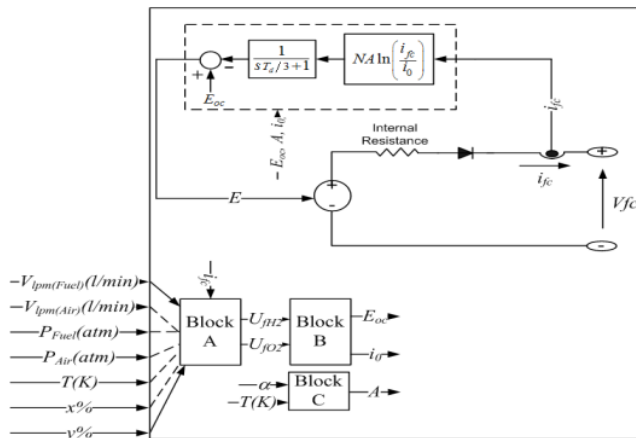 1
sT_d/3+1
NA ln(i_fc/i_0)
+
-
E_oc
i_fc
E_oc, A, i_0
Internal
Resistance
+
-
E
i_fc
+
Vfc
-
i_fc
V_lpm(Fuel)(l/min)
V_lpm(Air)(l/min)
P_Fuel(atm)
P_Air(atm)
T(K)
x%
y%
Block
A
U_fH2
U_fO2
Block
B
E_oc
i_0
α
T(K)
Block
C
A